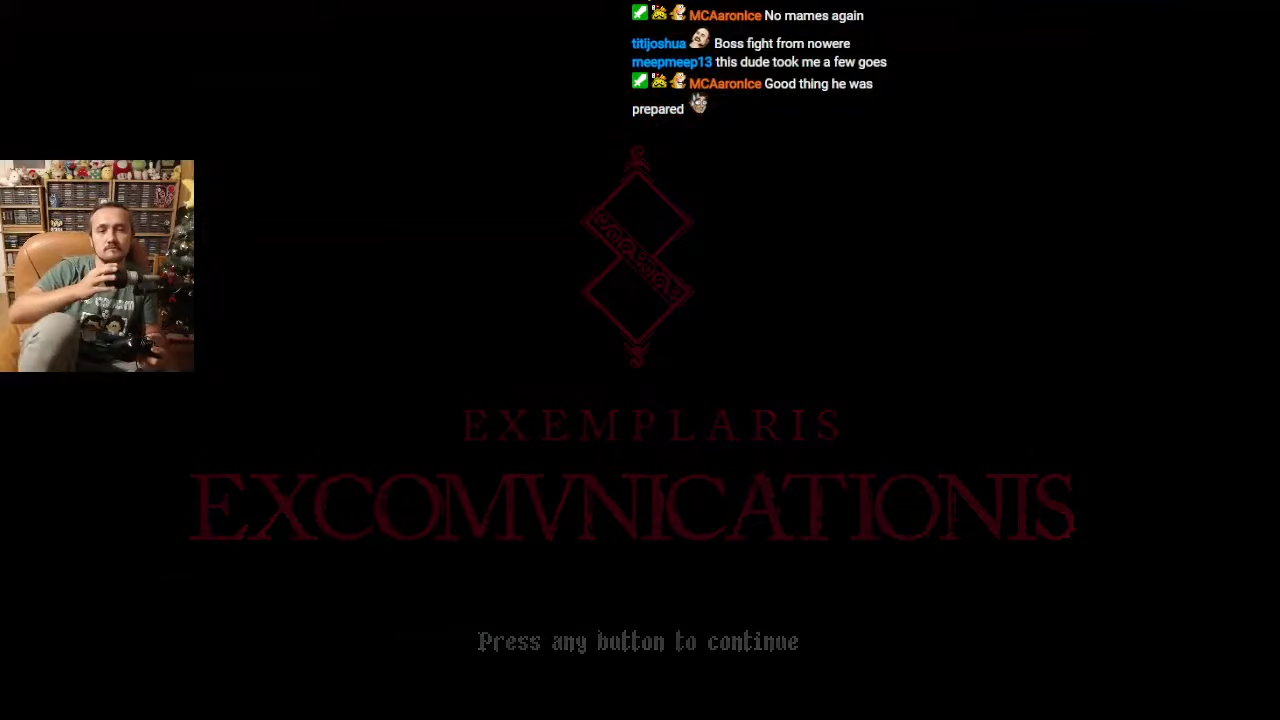 MCAaronIce No mames again
titijoshua Boss fight from nowere
meepmeep13 this dude took me a few goes
MCAaronIce Good thing he was
prepared
EXEMPLARIS
EXCOMVNICATIONIS
Press any button to continue